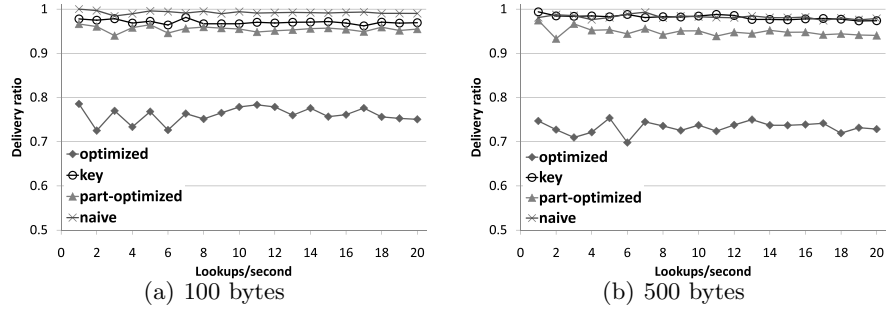 1
0.9
0.8
0.7
0.6
0.5
Delivery ratio
optimized
key
part-optimized
naive
0 2 4 6 8 10 12 14 16 18 20
Lookups/second
(a) 100 bytes
1
0.9
0.8
0.7
0.6
0.5
Delivery ratio
optimized
key
part-optimized
naive
0 2 4 6 8 10 12 14 16 18 20
Lookups/second
(b) 500 bytes